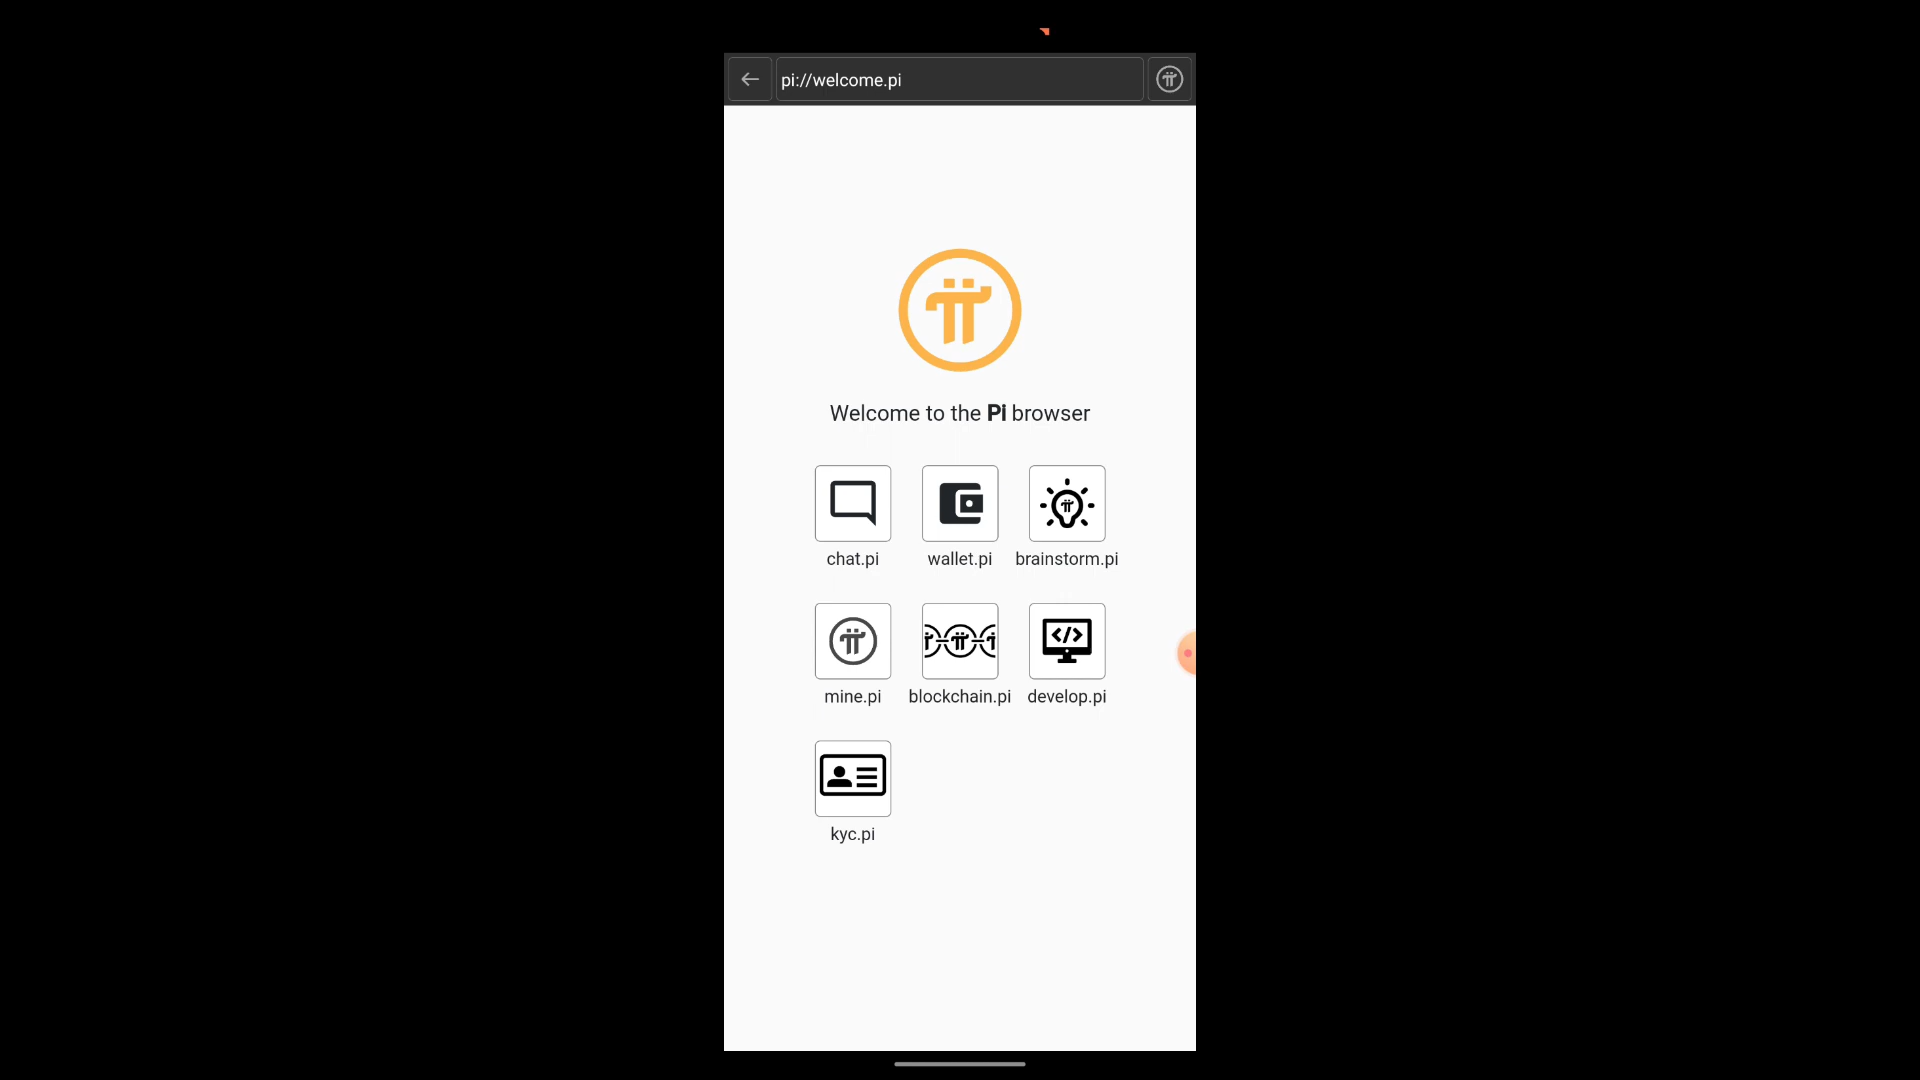 pi://welcome.pi
Welcome to the Pi browser
chat.pi
wallet.pi
brainstorm.pi
mine.pi
blockchain.pi
develop.pi
kyc.pi